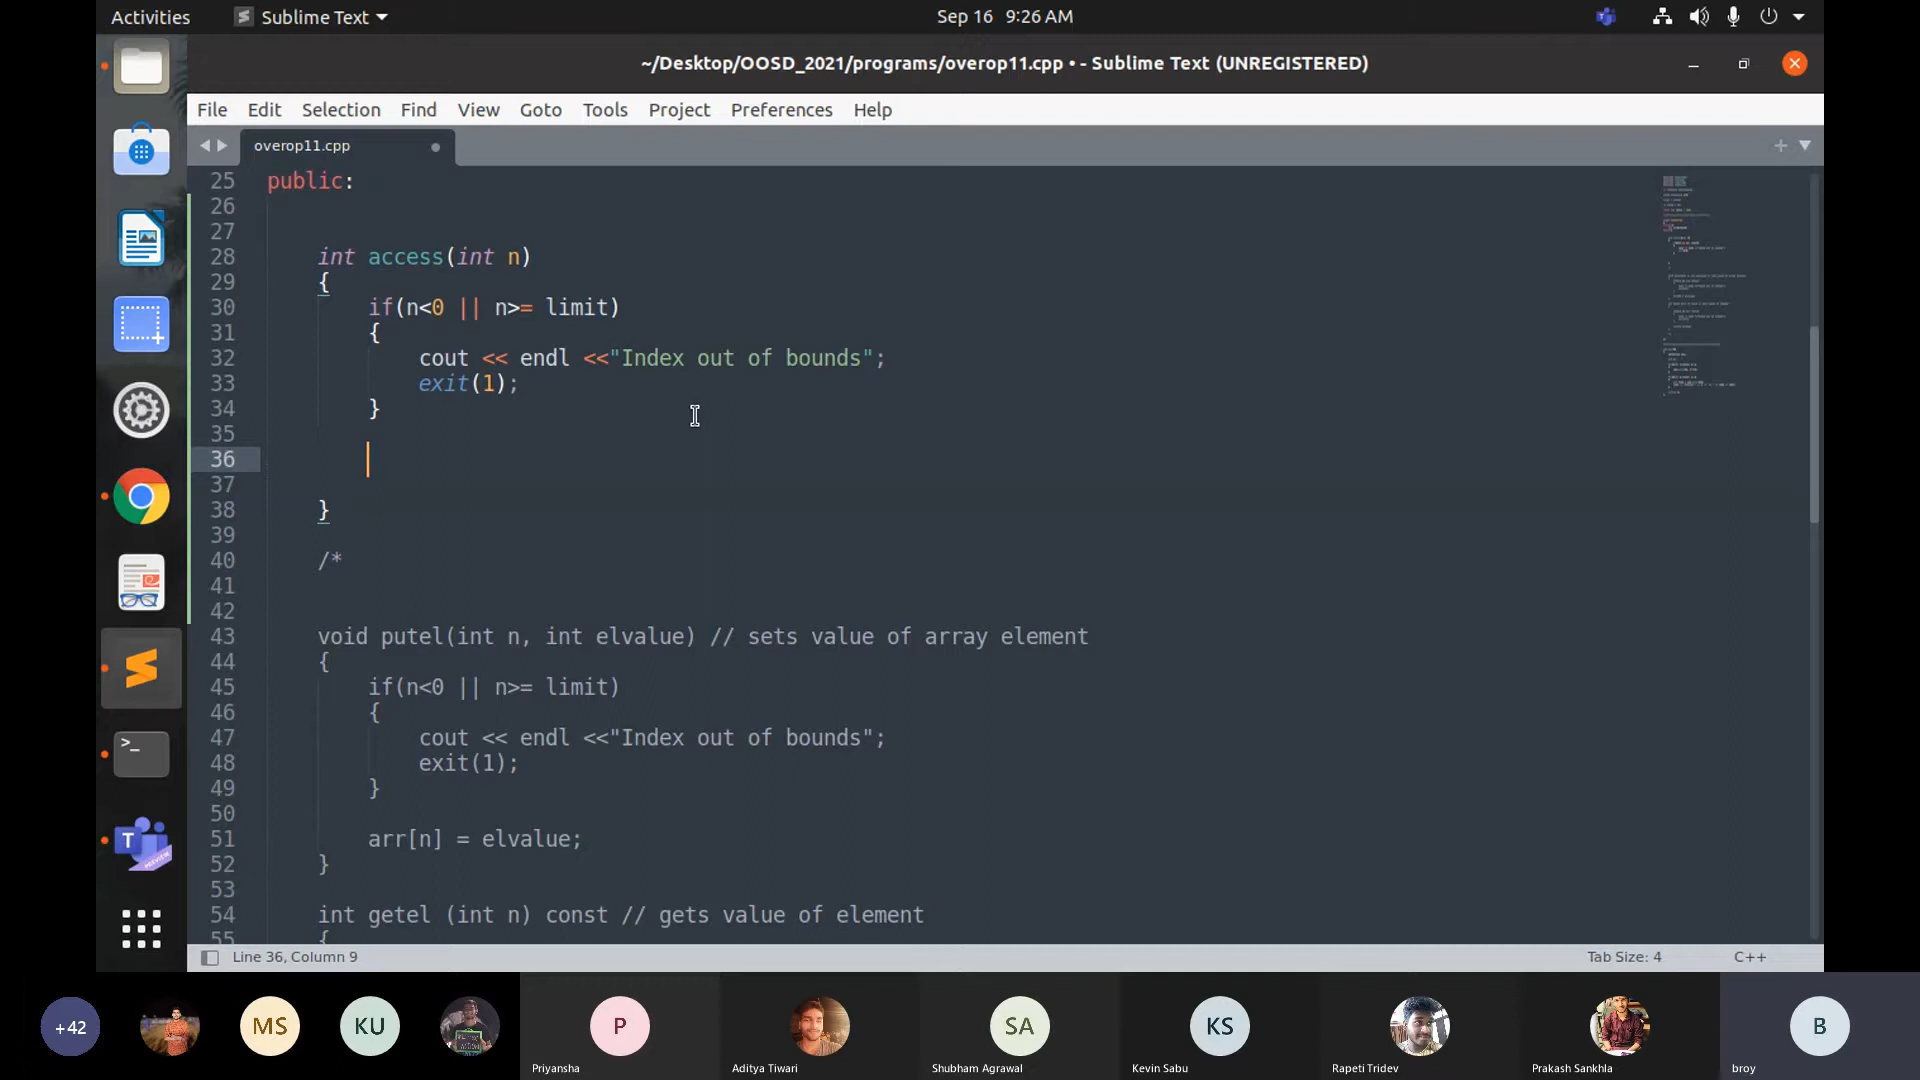 Activities Sublime Text Sep 16 9:26 AM
~/Desktop/OOSD_2021/programs/overop11.cpp • - Sublime Text (UNREGISTERED)
File Edit Selection Find View Goto Tools Project Preferences Help
overop11.cpp
25 public:
26
27
28 int access(int n)
29 {
30 if(n<0 || n>= limit)
31 {
32 cout << endl <<"Index out of bounds";
33 exit(1);
34 }
35
36
37
38 }
39
40 /*
41
42
43 void putel(int n, int elvalue) // sets value of array element
44 {
45 if(n<0 || n>= limit)
46 {
47 cout << endl <<"Index out of bounds";
48 exit(1);
49 }
50
51 arr[n] = elvalue;
52 }
53
54 int getel (int n) const // gets value of element
55 {
Line 36, Column 9 Tab Size: 4 C++
+42 MS KU P SA KS B
Priyansha Aditya Tiwari Shubham Agrawal Kevin Sabu Rapeti Tridev Prakash Sankhla broy